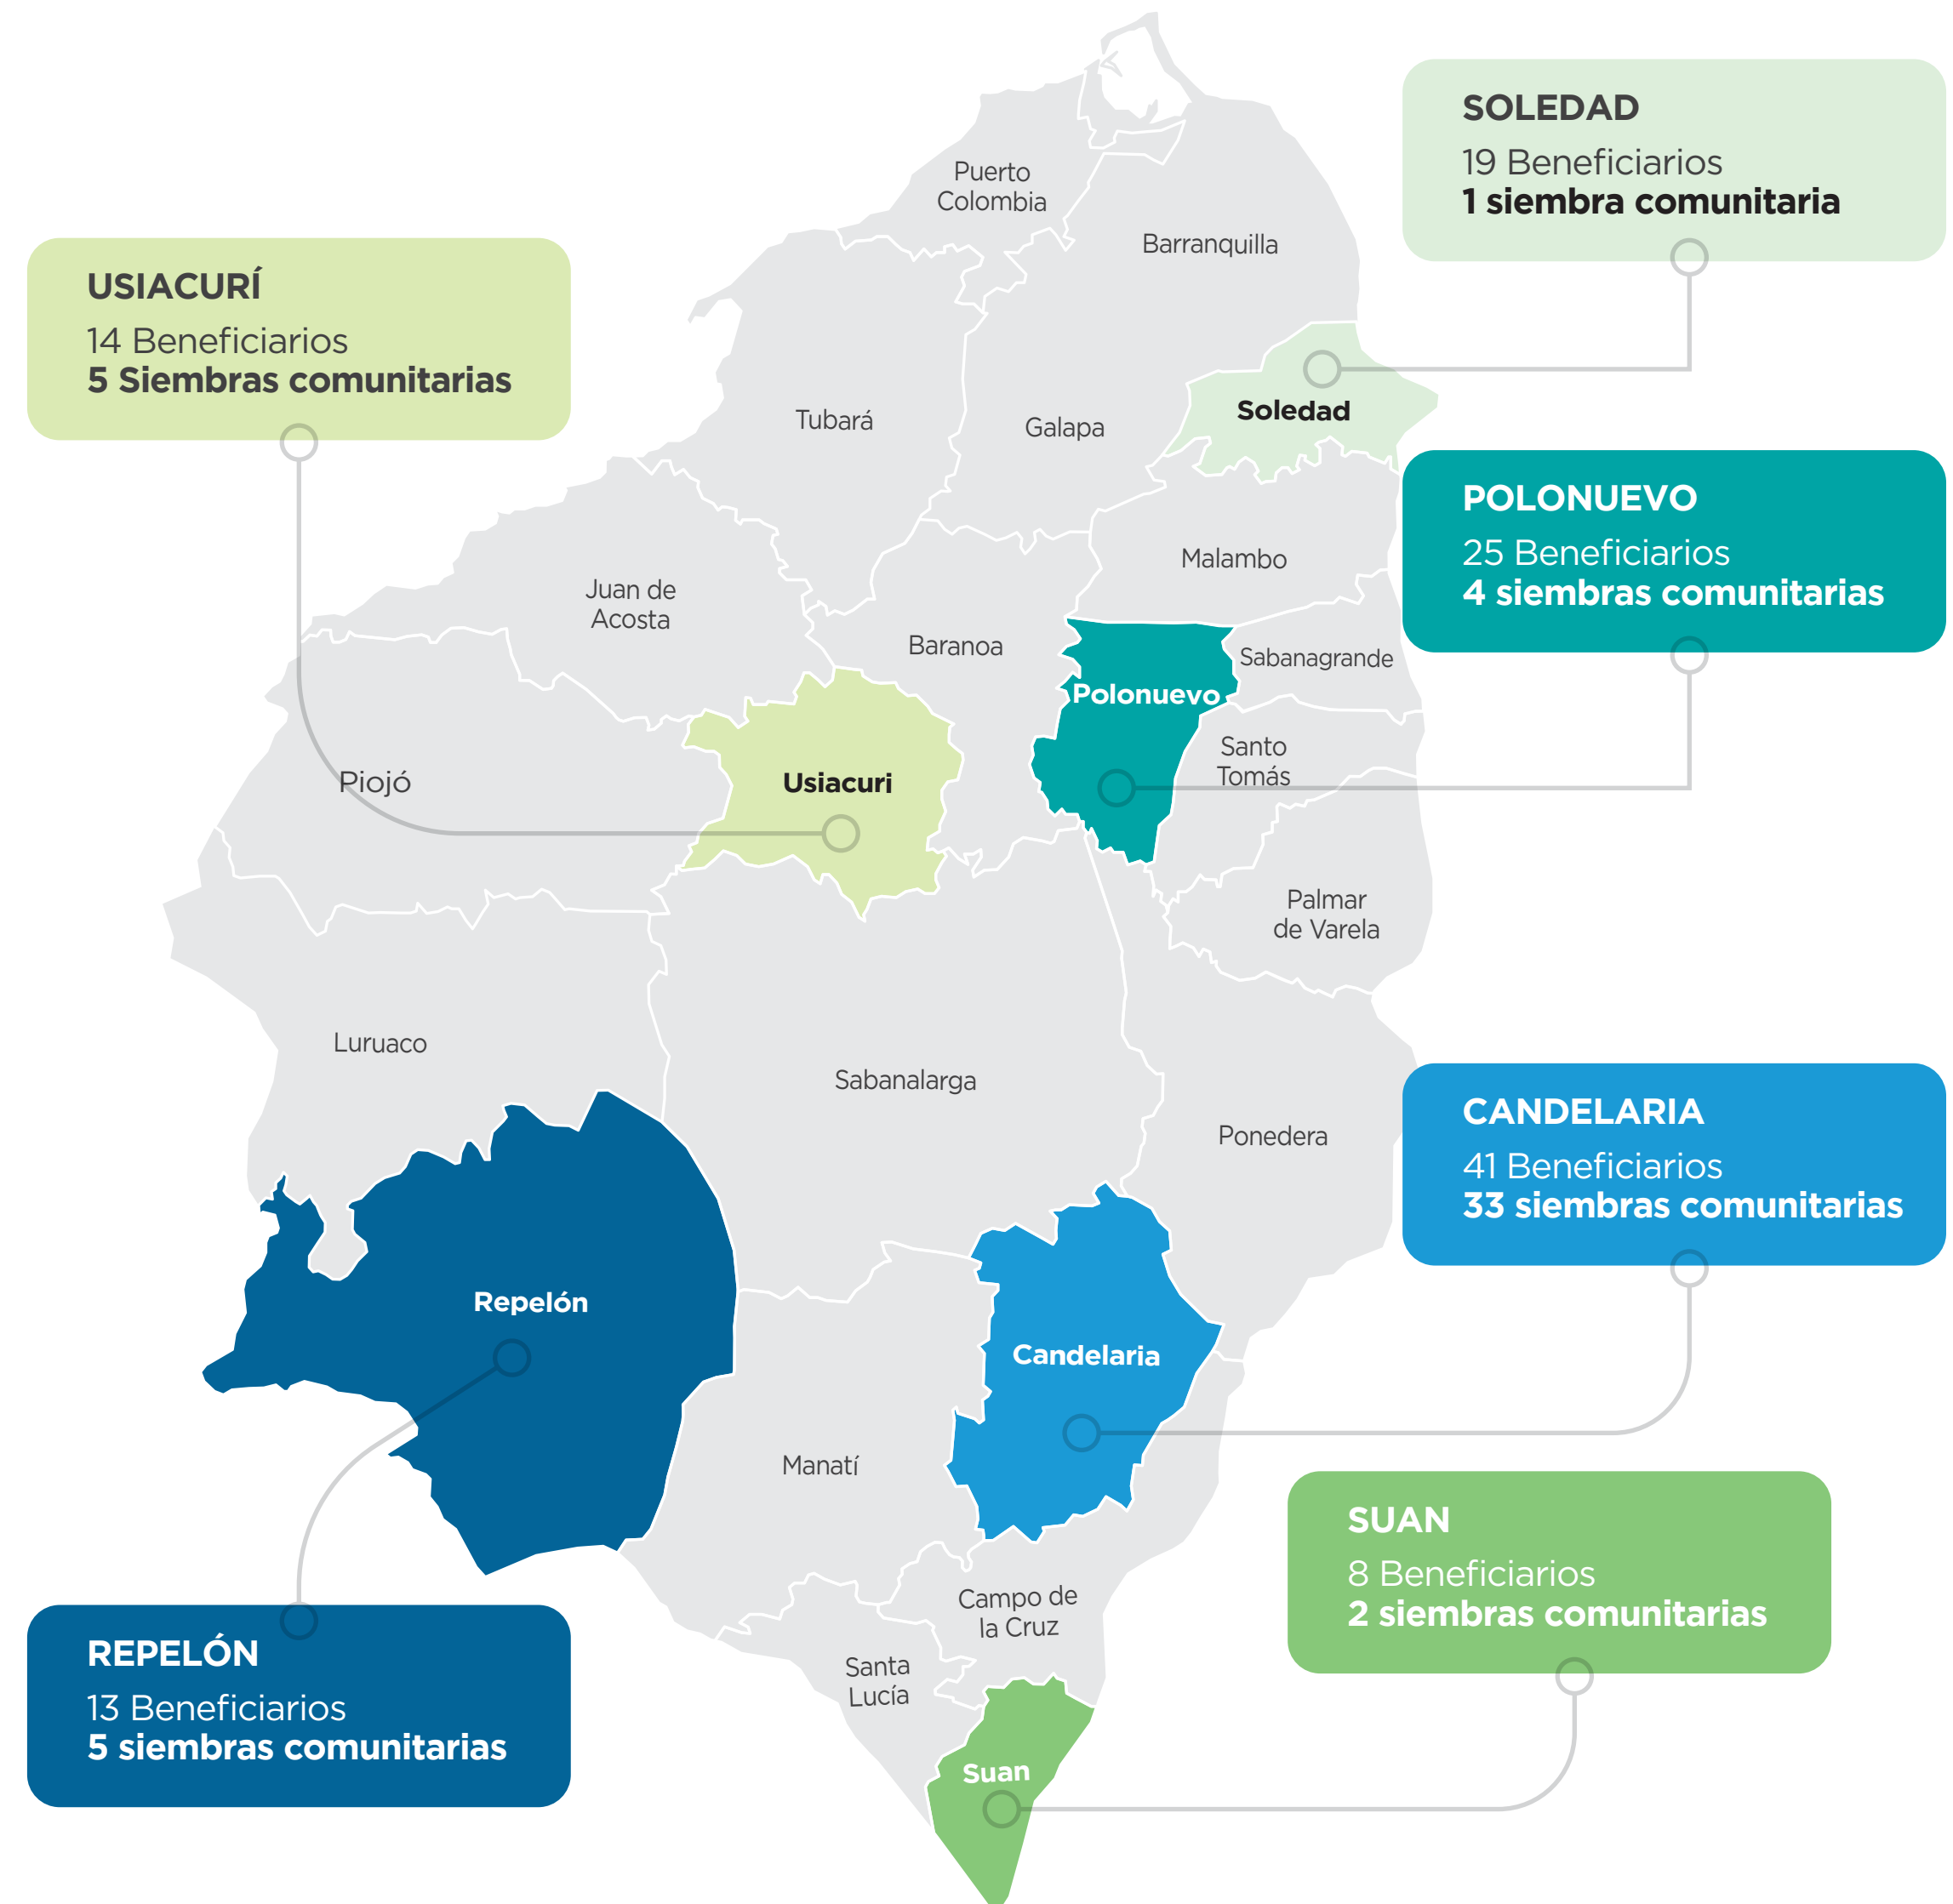 SOLEDAD
19 Beneficiarios
1 siembra comunitaria
Puerto
Colombia
Barranquilla
USIACURÍ
14 Beneficiarios
5 Siembras comunitarias
Tubará
Galapa
Soledad
POLONUEVO
25 Beneficiarios
4 siembras comunitarias
Malambo
Juan de
Acosta
Baranoa
Sabanagrande
Polonuevo
Santo
Tomás
Piojó
Usiacuri
Palmar
de Varela
Luruaco
Sabanalarga
Ponedera
CANDELARIA
41 Beneficiarios
33 siembras comunitarias
Repelón
Candelaria
Manatí
SUAN
8 Beneficiarios
2 siembras comunitarias
Campo de
la Cruz
Santa
Lucía
REPELÓN
13 Beneficiarios
5 siembras comunitarias
Suan